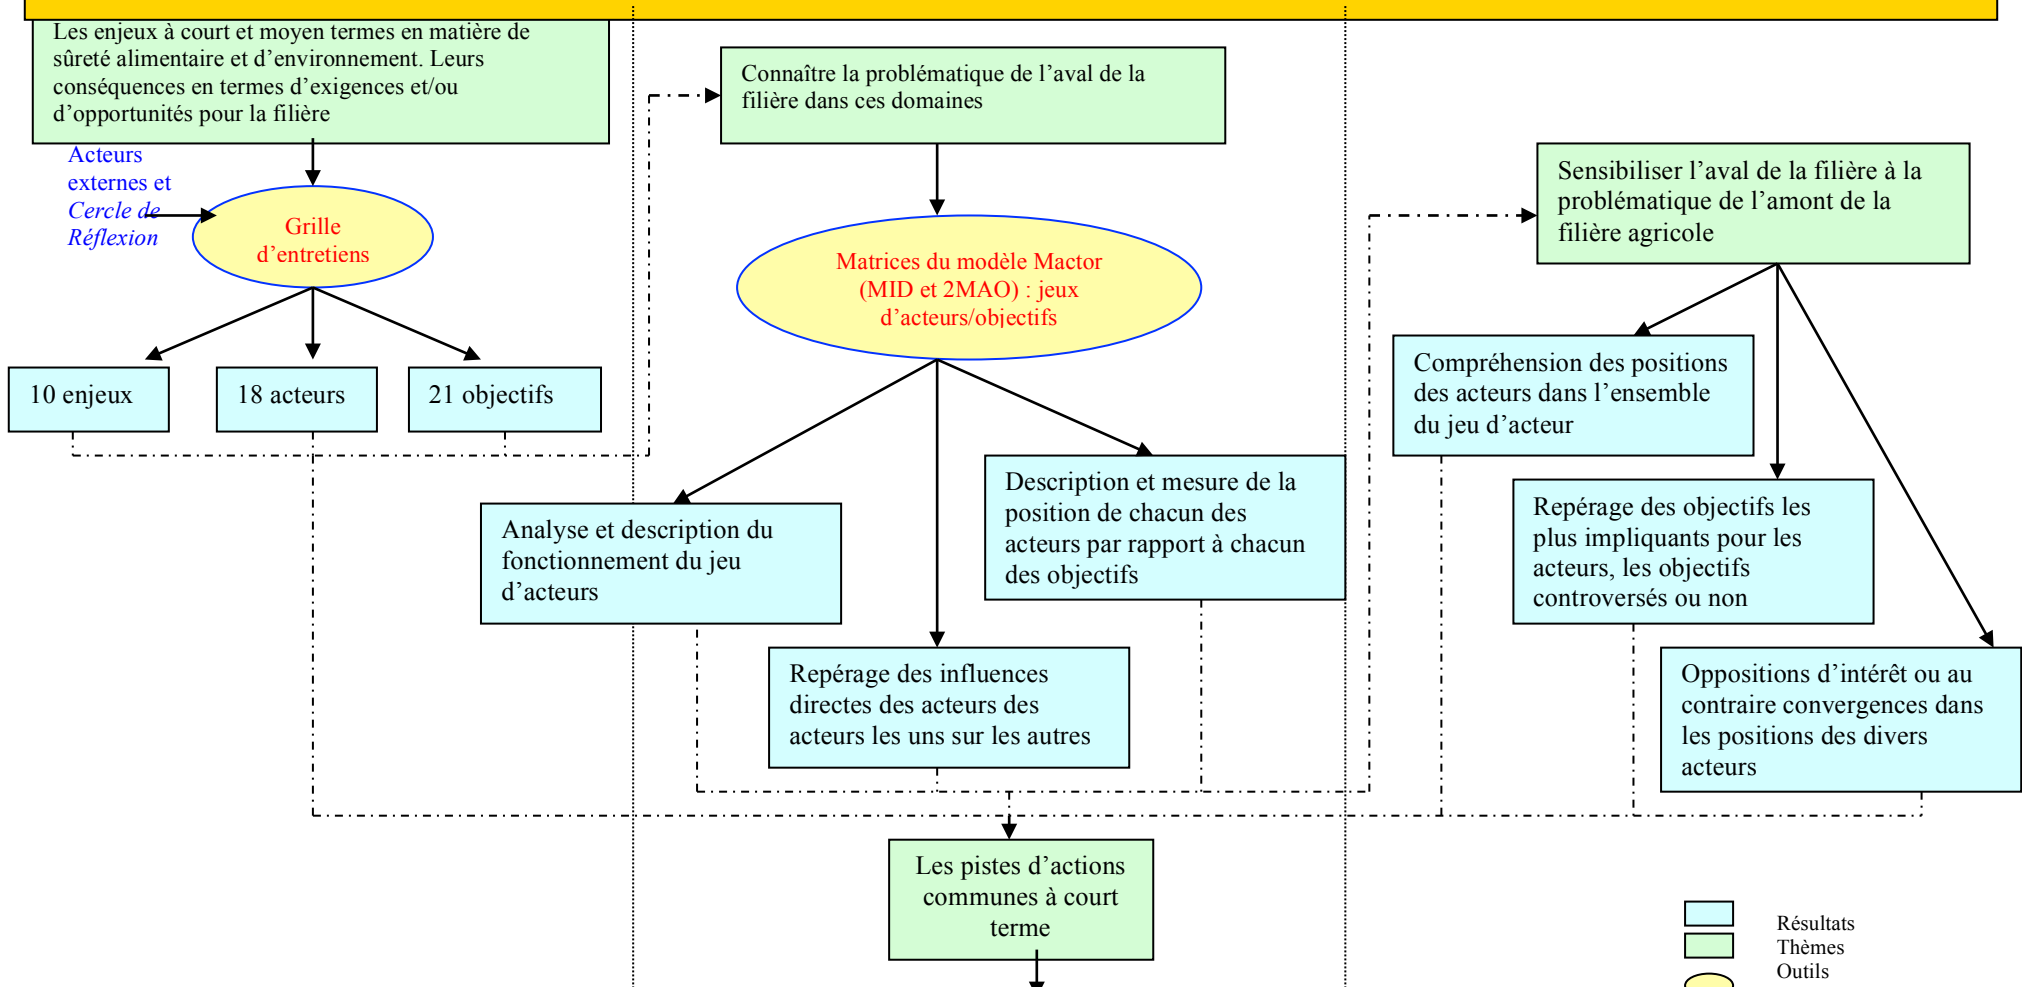 Les enjeux à court et moyen termes en matière de
sûreté alimentaire et d’environnement. Leurs
conséquences en termes d’exigences et/ou
d’opportunités pour la filière
Acteurs
externes et
Cercle de
Réflexion
Grille
d’entretiens
10 enjeux
18 acteurs
21 objectifs
Connaître la problématique de l’aval de la
filière dans ces domaines
Matrices du modèle Mactor
(MID et 2MAO) : jeux
d’acteurs/objectifs
Analyse et description du
fonctionnement du jeu
d’acteurs
Description et mesure de la
position de chacun des
acteurs par rapport à chacun
des objectifs
Repérage des influences
directes des acteurs des
acteurs les uns sur les autres
Sensibiliser l’aval de la filière à la
problématique de l’amont de la
filière agricole
Compréhension des positions
des acteurs dans l’ensemble
du jeu d’acteur
Repérage des objectifs les
plus impliquants pour les
acteurs, les objectifs
controversés ou non
Oppositions d’intérêt ou au
contraire convergences dans
les positions des divers
acteurs
Les pistes d’actions
communes à court
terme
Résultats
Thèmes
Outils